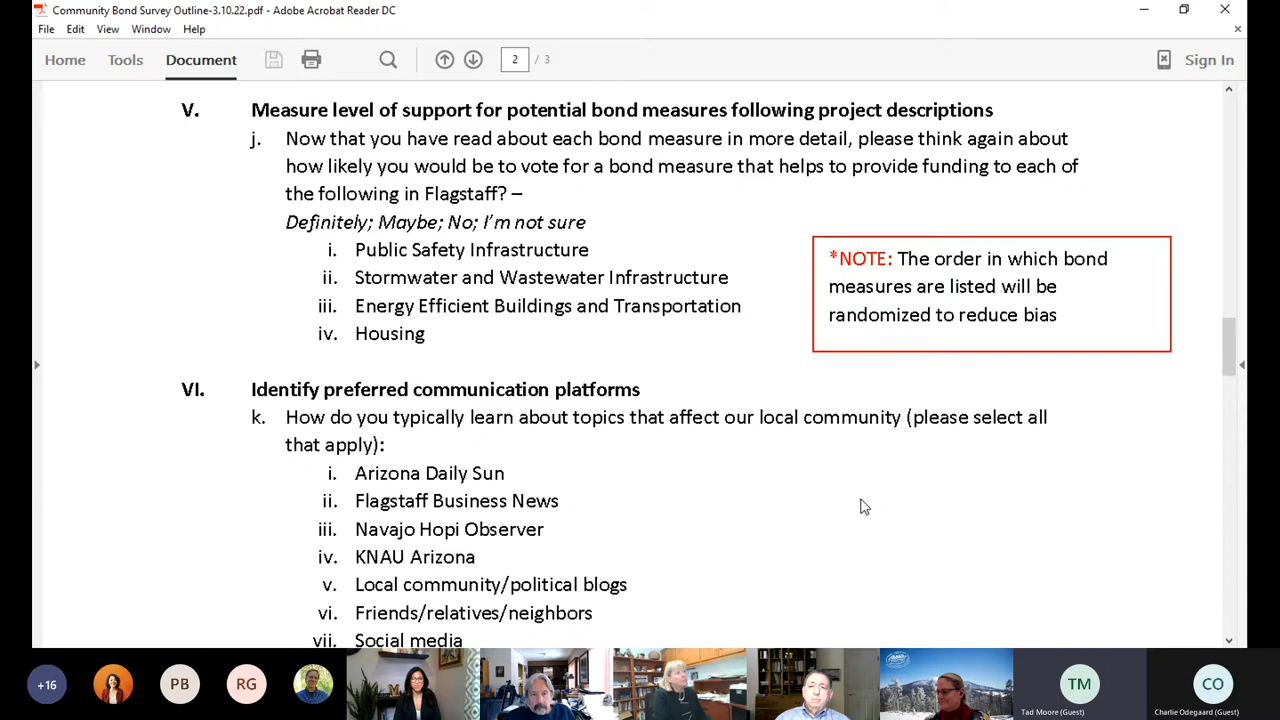 Community Bond Survey Outline-3.10.22.pdf - Adobe Acrobat Reader DC
File Edit View Window Help
Home Tools Document 2 / 3 Sign In
V. Measure level of support for potential bond measures following project descriptions
j. Now that you have read about each bond measure in more detail, please think again about
how likely you would be to vote for a bond measure that helps to provide funding to each of
the following in Flagstaff? –
Definitely; Maybe; No; I'm not sure
i. Public Safety Infrastructure
ii. Stormwater and Wastewater Infrastructure
iii. Energy Efficient Buildings and Transportation
iv. Housing
*NOTE: The order in which bond
measures are listed will be
randomized to reduce bias
VI. Identify preferred communication platforms
k. How do you typically learn about topics that affect our local community (please select all
that apply):
i. Arizona Daily Sun
ii. Flagstaff Business News
iii. Navajo Hopi Observer
iv. KNAU Arizona
v. Local community/political blogs
vi. Friends/relatives/neighbors
vii. Social media
+16 PB RG TM CO
Tad Moore (Guest) Charlie Odegaard (Guest)